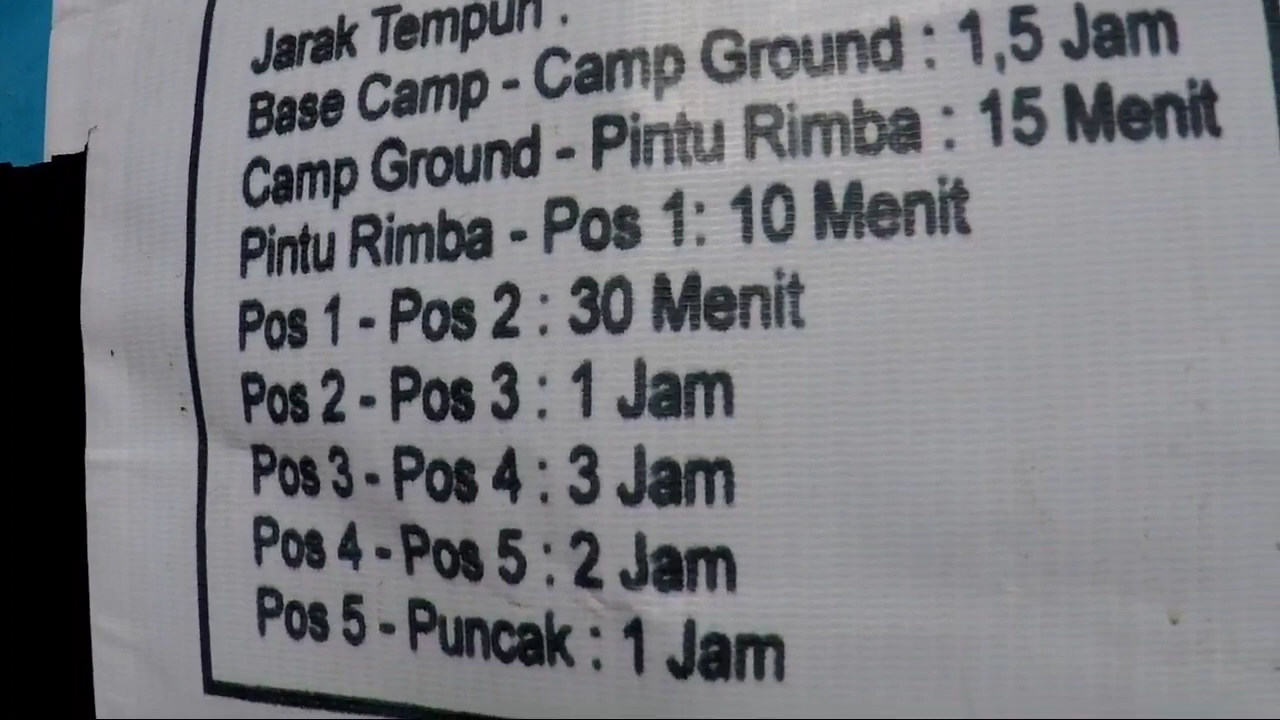 Jarak Tempuh :
Base Camp - Camp Ground : 1,5 Jam
Camp Ground - Pintu Rimba : 15 Menit
Pintu Rimba - Pos 1: 10 Menit
Pos 1 - Pos 2 : 30 Menit
Pos 2 - Pos 3 : 1 Jam
Pos 3 - Pos 4 : 3 Jam
Pos 4 - Pos 5 : 2 Jam
Pos 5 - Puncak : 1 Jam